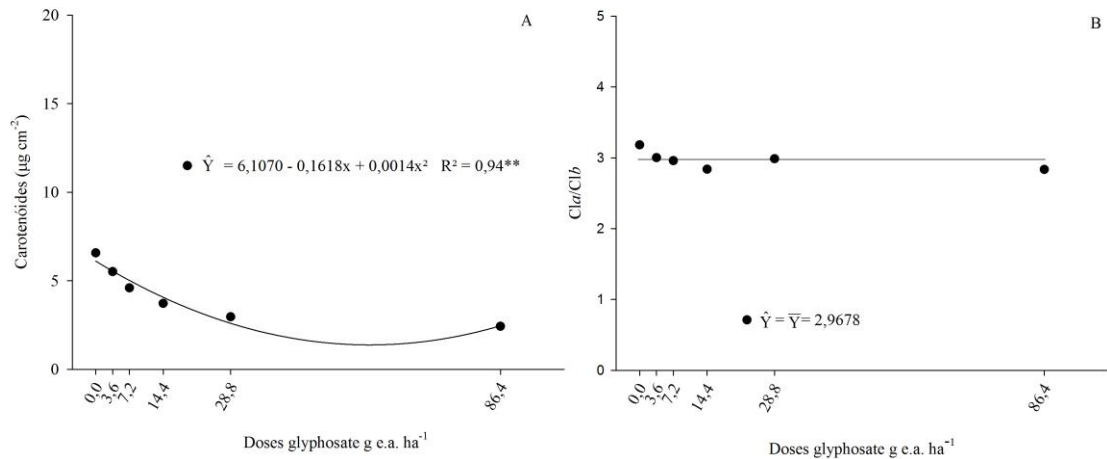 A
20
15
10
5
0
Carotenóides (µg cm⁻²)
Ŷ = 6,1070 - 0,1618x + 0,0014x² R² = 0,94**
0,0
3,6
7,2
14,4
28,8
86,4
Doses glyphosate g e.a. ha⁻¹
B
5
4
3
2
1
0
Cla/Clb
Ŷ = Y̅= 2,9678
0,0
3,6
7,2
14,4
28,8
86,4
Doses glyphosate g e.a. ha⁻¹